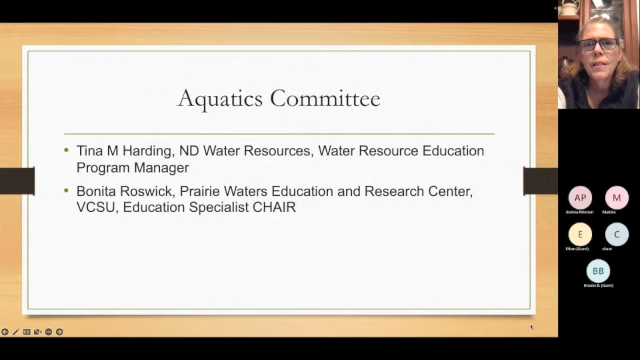 Aquatics Committee
• Tina M Harding, ND Water Resources, Water Resource Education
Program Manager
• Bonita Roswick, Prairie Waters Education and Research Center,
VCSU, Education Specialist CHAIR
AP
M
E
C
BB